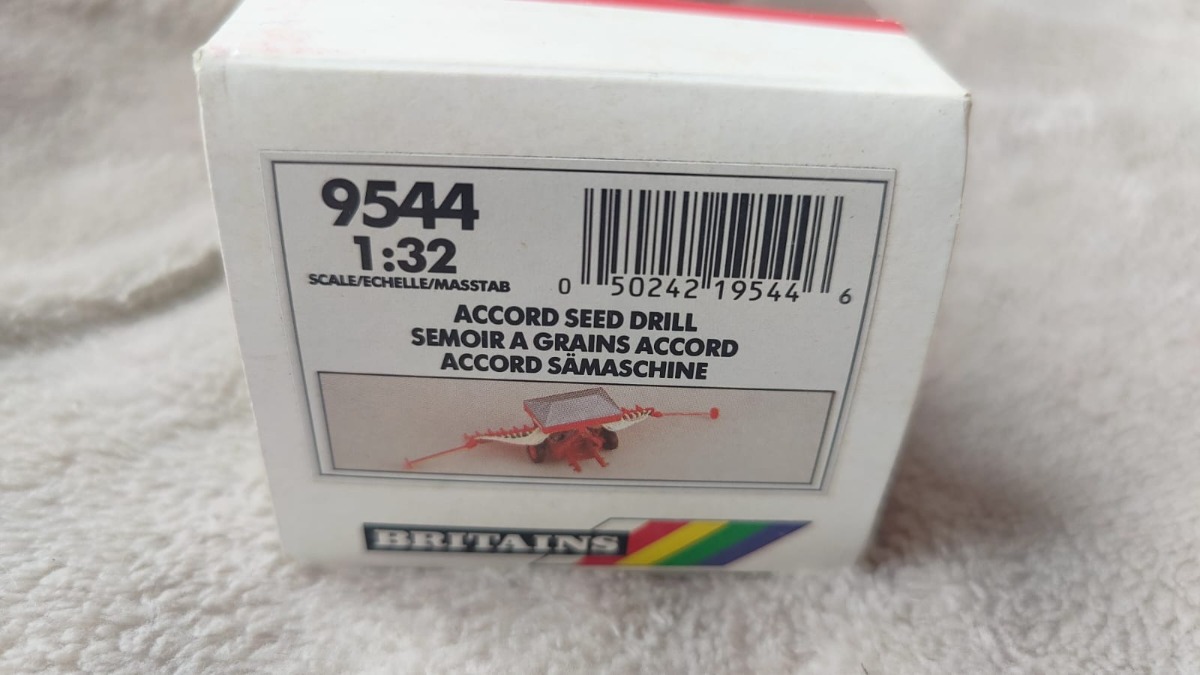 9544
1:32
SCALE/ECHELLE/MASSTAB
0 50242 19544 6
ACCORD SEED DRILL
SEMOIR A GRAINS ACCORD
ACCORD SÄMASCHINE
BRITAINS